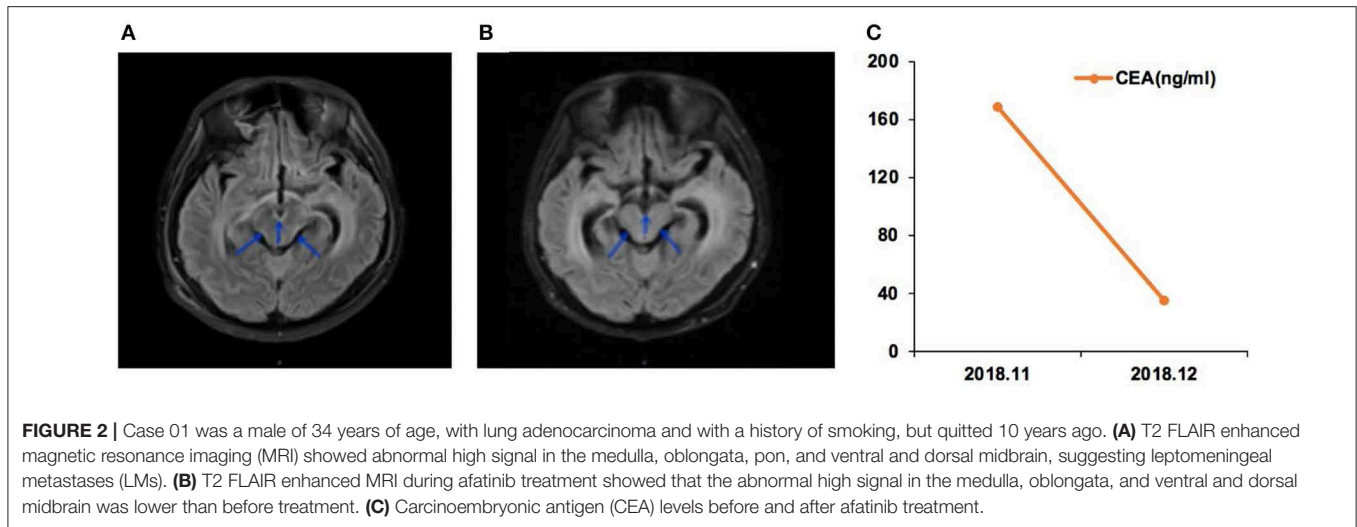 A
B
C
200
160
120
80
40
0
CEA(ng/ml)
2018.11
2018.12
FIGURE 2 | Case 01 was a male of 34 years of age, with lung adenocarcinoma and with a history of smoking, but quitted 10 years ago. (A) T2 FLAIR enhanced
magnetic resonance imaging (MRI) showed abnormal high signal in the medulla, oblongata, pon, and ventral and dorsal midbrain, suggesting leptomeningeal
metastases (LMs). (B) T2 FLAIR enhanced MRI during afatinib treatment showed that the abnormal high signal in the medulla, oblongata, and ventral and dorsal
midbrain was lower than before treatment. (C) Carcinoembryonic antigen (CEA) levels before and after afatinib treatment.